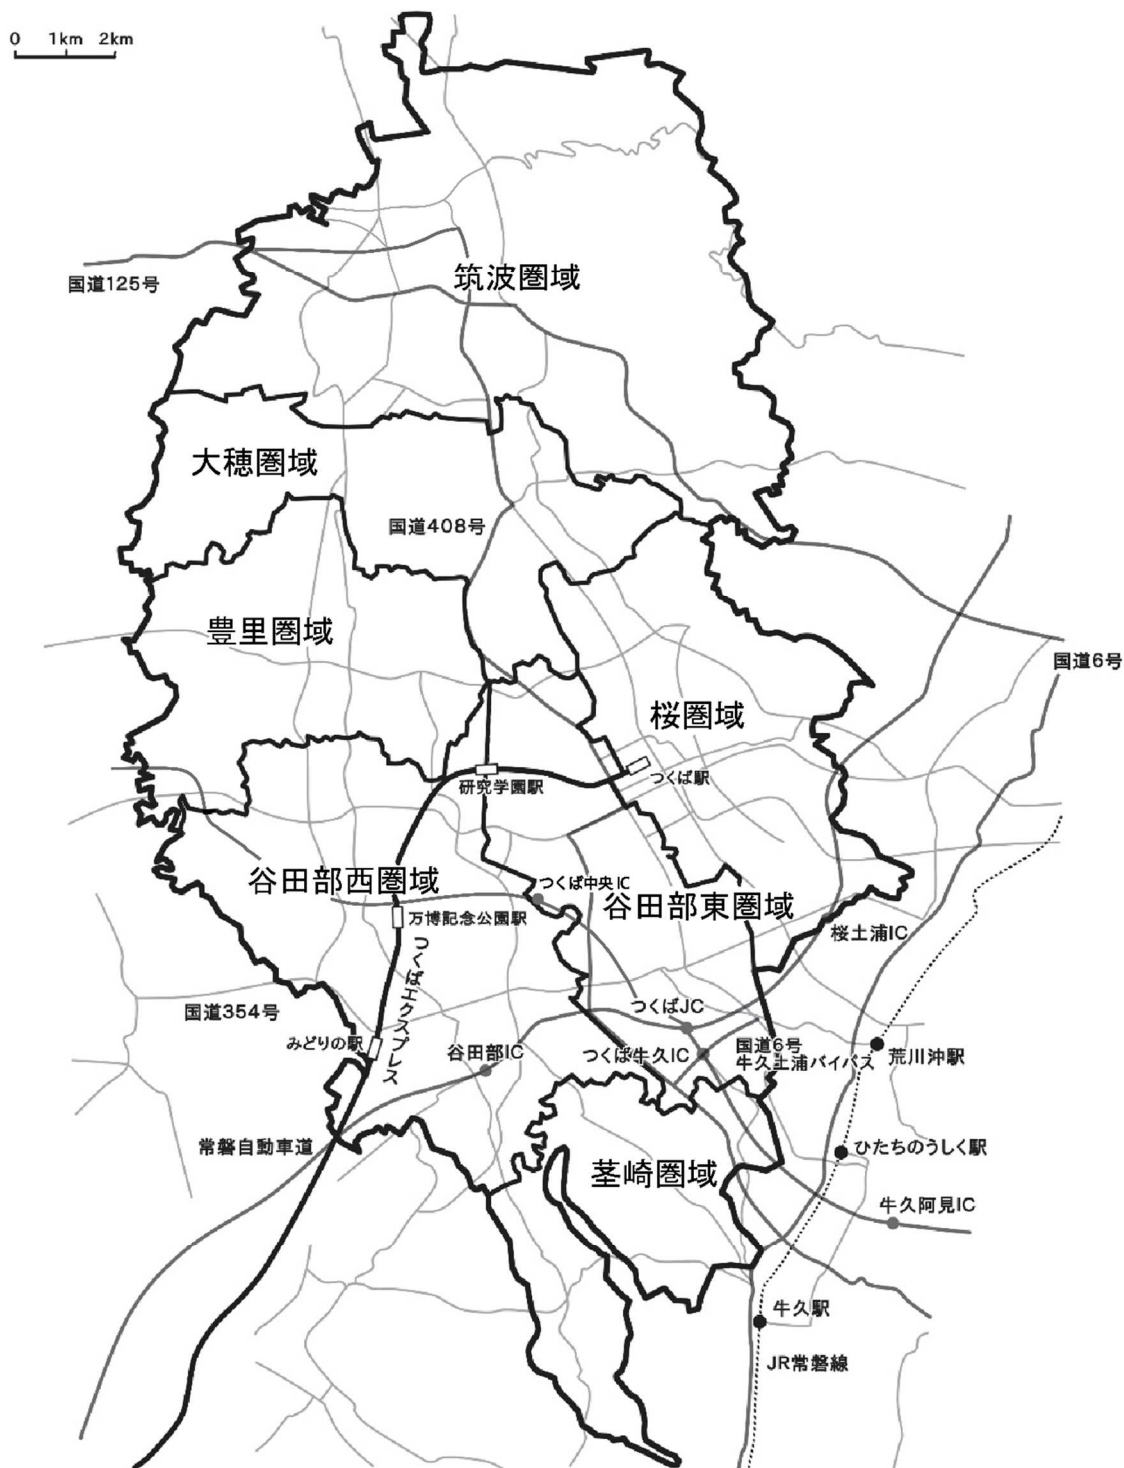 0 1km 2km
国道125号
筑波圏域
大穂圏域
国道408号
豊里圏域
国道6号
桜圏域
つくば駅
研究学園駅
谷田部西圏域
つくば中央IC
谷田部東圏域
万博記念公園駅
桜土浦IC
つくばエクスプレス
国道354号
つくばJC
みどりの駅
谷田部IC
つくば牛久IC
国道6号
牛久土浦バイパス
荒川沖駅
常磐自動車道
ひたちのうしく駅
茎崎圏域
牛久阿見IC
牛久駅
JR常磐線